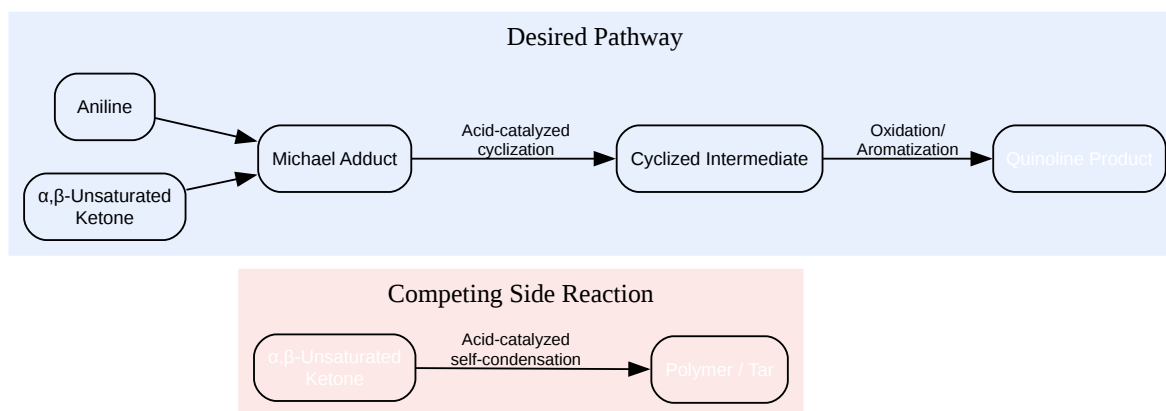 Desired Pathway
Aniline
α,β-Unsaturated
Ketone
Michael Adduct
Acid-catalyzed
cyclization
Cyclized Intermediate
Oxidation/
Aromatization
Quinoline Product
Competing Side Reaction
α,β-Unsaturated
Ketone
Acid-catalyzed
self-condensation
Polymer / Tar